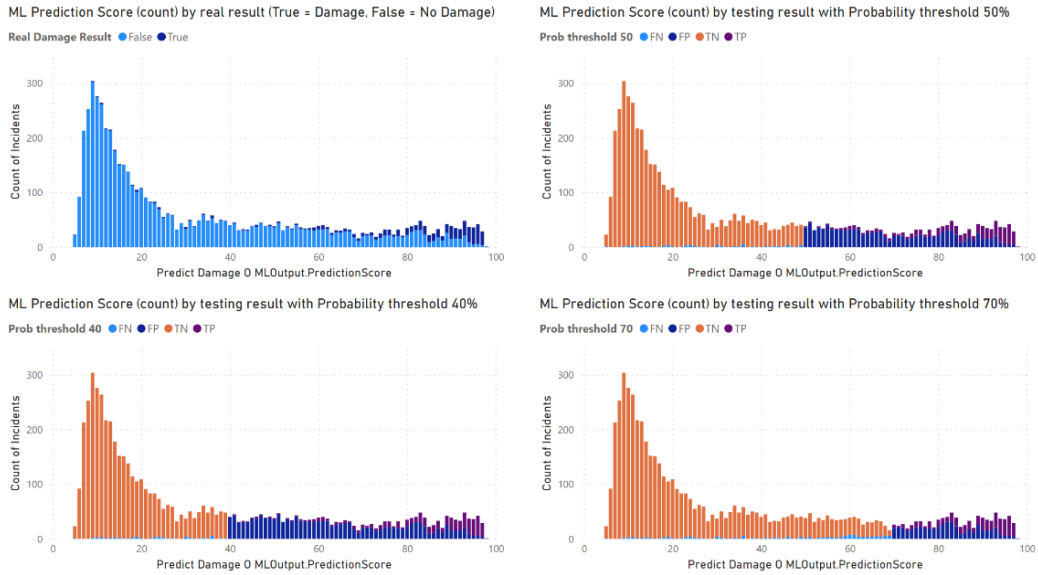 ML Prediction Score (count) by real result (True = Damage, False = No Damage)
Real Damage Result False True
Count of Incidents
300
200
100
0
0 20 40 60 80 100
Predict Damage O MLOutput.PredictionScore
ML Prediction Score (count) by testing result with Probability threshold 50%
Prob threshold 50 FN FP TN TP
Count of Incidents
300
200
100
0
0 20 40 60 80 100
Predict Damage O MLOutput.PredictionScore
ML Prediction Score (count) by testing result with Probability threshold 40%
Prob threshold 40 FN FP TN TP
Count of Incidents
300
200
100
0
0 20 40 60 80 100
Predict Damage O MLOutput.PredictionScore
ML Prediction Score (count) by testing result with Probability threshold 70%
Prob threshold 70 FN FP TN TP
Count of Incidents
300
200
100
0
0 20 40 60 80 100
Predict Damage O MLOutput.PredictionScore